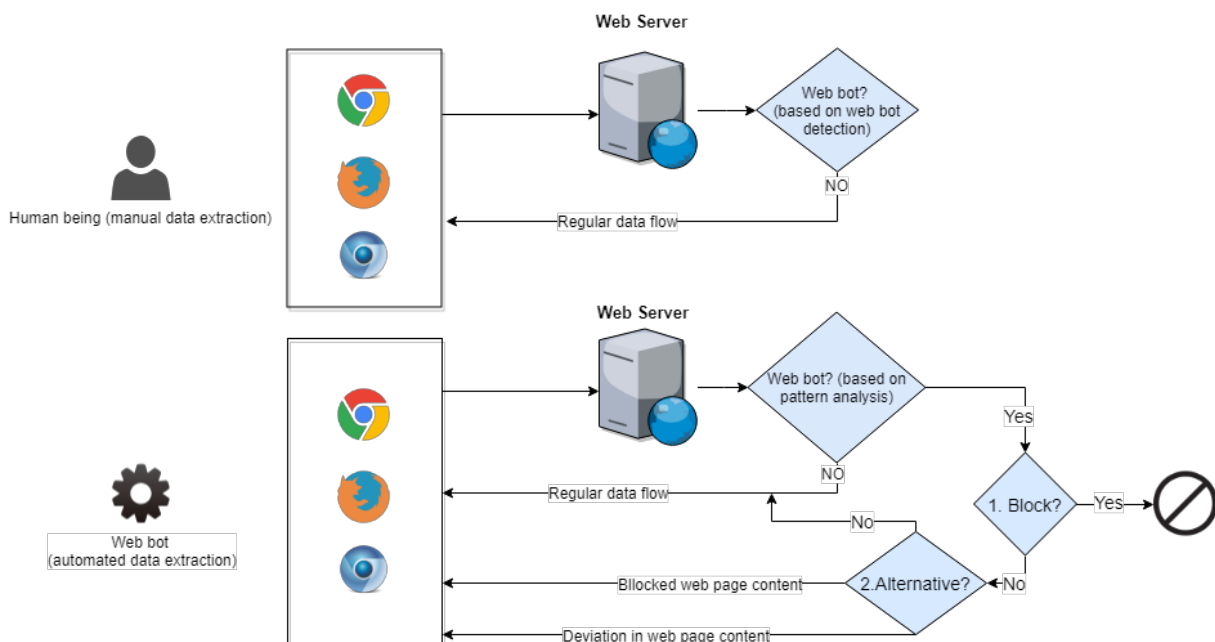 Web Server
Web bot?
(based on web bot
detection)
NO
Human being (manual data extraction)
Regular data flow
Web Server
Web bot? (based on
pattern analysis)
Yes
NO
Regular data flow
1. Block?
Yes
No
Web bot
(automated data extraction)
No
2.Alternative?
Bllocked web page content
Deviation in web page content